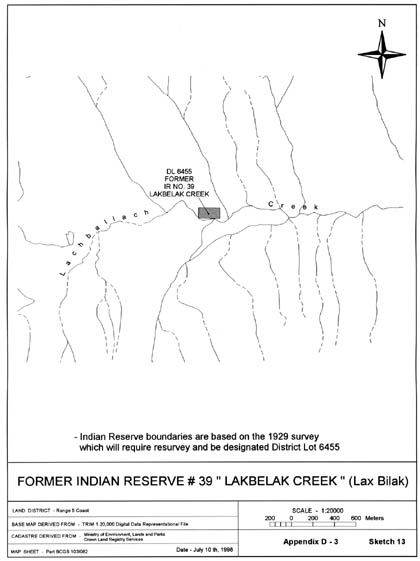 N
DL 6455
FORMER
IR NO. 39
LAKBELAK CREEK
Lachballach Creek
- Indian Reserve boundaries are based on the 1929 survey
which will require resurvey and be designated District Lot 6455
FORMER INDIAN RESERVE # 39 " LAKBELAK CREEK " (Lax Bilak)
LAND DISTRICT - Range 5 Coast
BASE MAP DERIVED FROM - TRIM 1:20,000 Digital Data Representational File
CADASTRE DERIVED FROM - Ministry of Environment, Lands and Parks
Crown Land Registry Services
MAP SHEET - Part BCGS 103I082
Date - July 10 th, 1998
SCALE - 1:20000
200 0 200 400 600 Meters
Appendix D - 3 Sketch 13